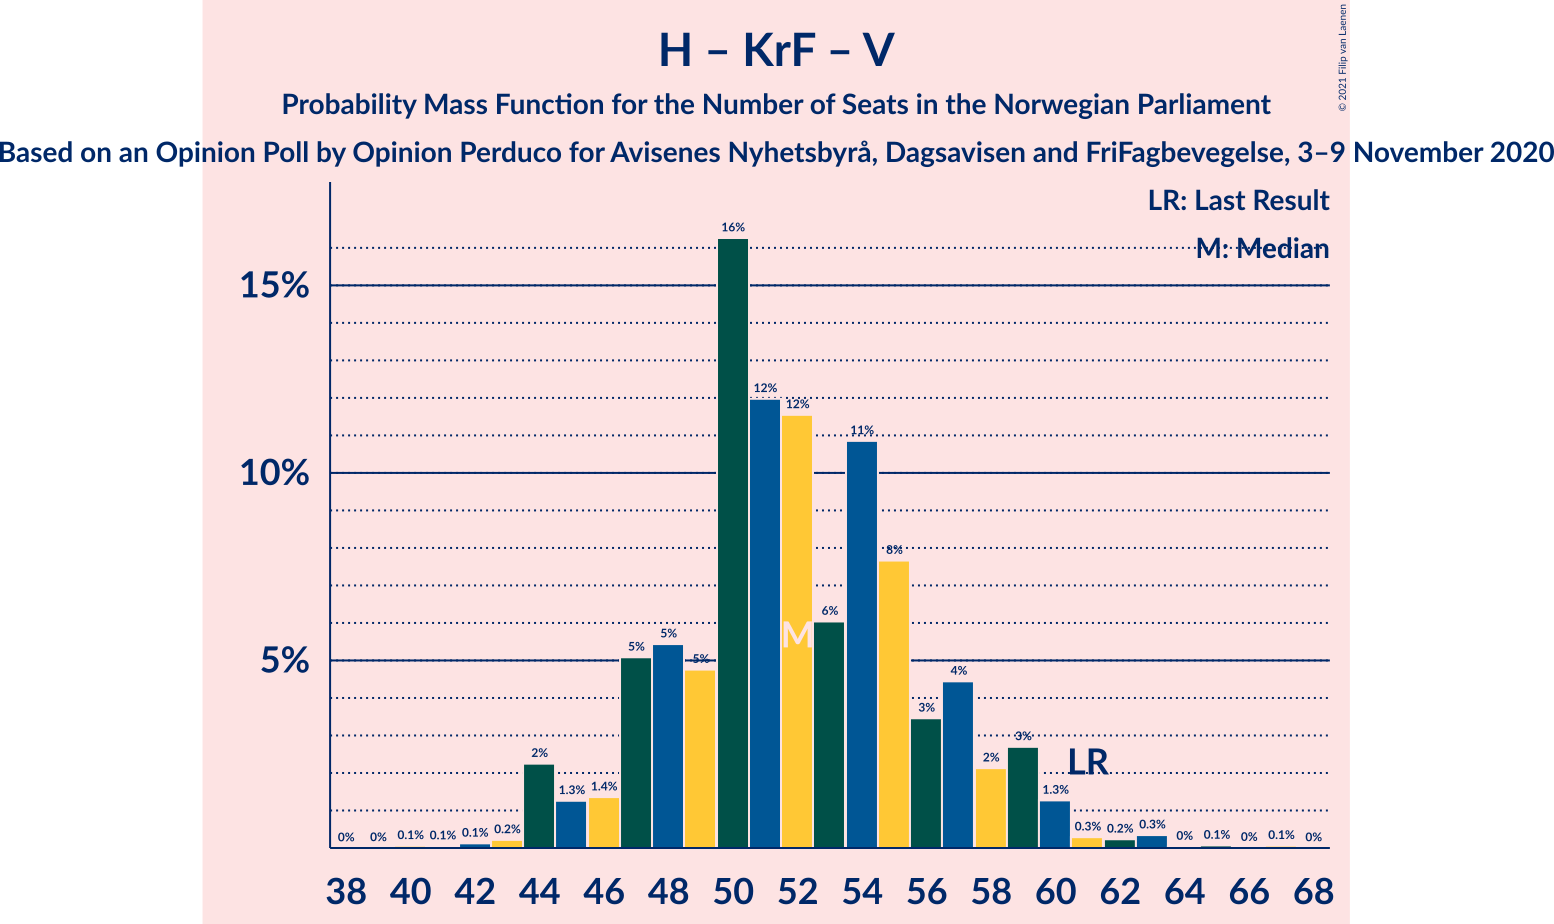 H – KrF – V
Probability Mass Function for the Number of Seats in the Norwegian Parliament
Based on an Opinion Poll by Opinion Perduco for Avisenes Nyhetsbyrå, Dagsavisen and FriFagbevegelse, 3–9 November 2020
© 2021 Filip van Laenen
LR: Last Result
M: Median
15%
10%
5%
0% 0% 0.1% 0.1% 0.1% 0.2% 2% 1.3% 1.4% 5% 5% 5% 16% 12% 12% 6% 11% 8% 3% 4% 2% 3% 1.3% 0.3% 0.2% 0.3% 0% 0.1% 0% 0.1% 0%
M
LR
38 40 42 44 46 48 50 52 54 56 58 60 62 64 66 68